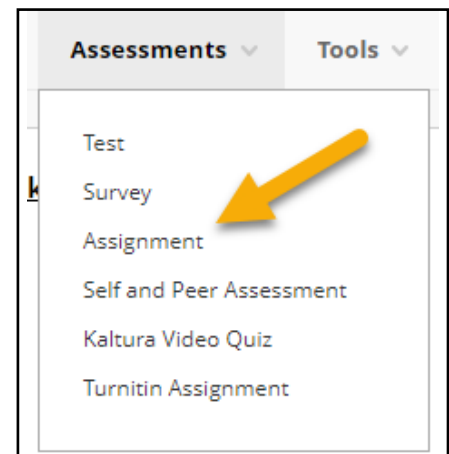 Assessments Tools
Test
k
Survey
Assignment
Self and Peer Assessment
Kaltura Video Quiz
Turnitin Assignment